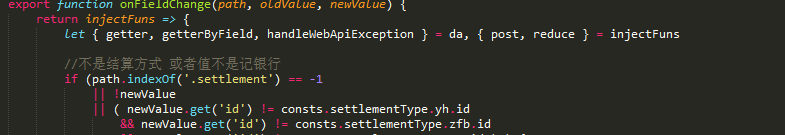 export function onFieldChange(path, oldValue, newValue) {
return injectFuns => {
let { getter, getterByField, handleWebApiException } = da, { post, reduce } = injectFuns
//不是结算方式 或者值不是记银行
if (path.indexOf('.settlement') == -1
|| !newValue
|| ( newValue.get('id') != consts.settlementType.yh.id
&& newValue.get('id') != consts.settlementType.zfb.id